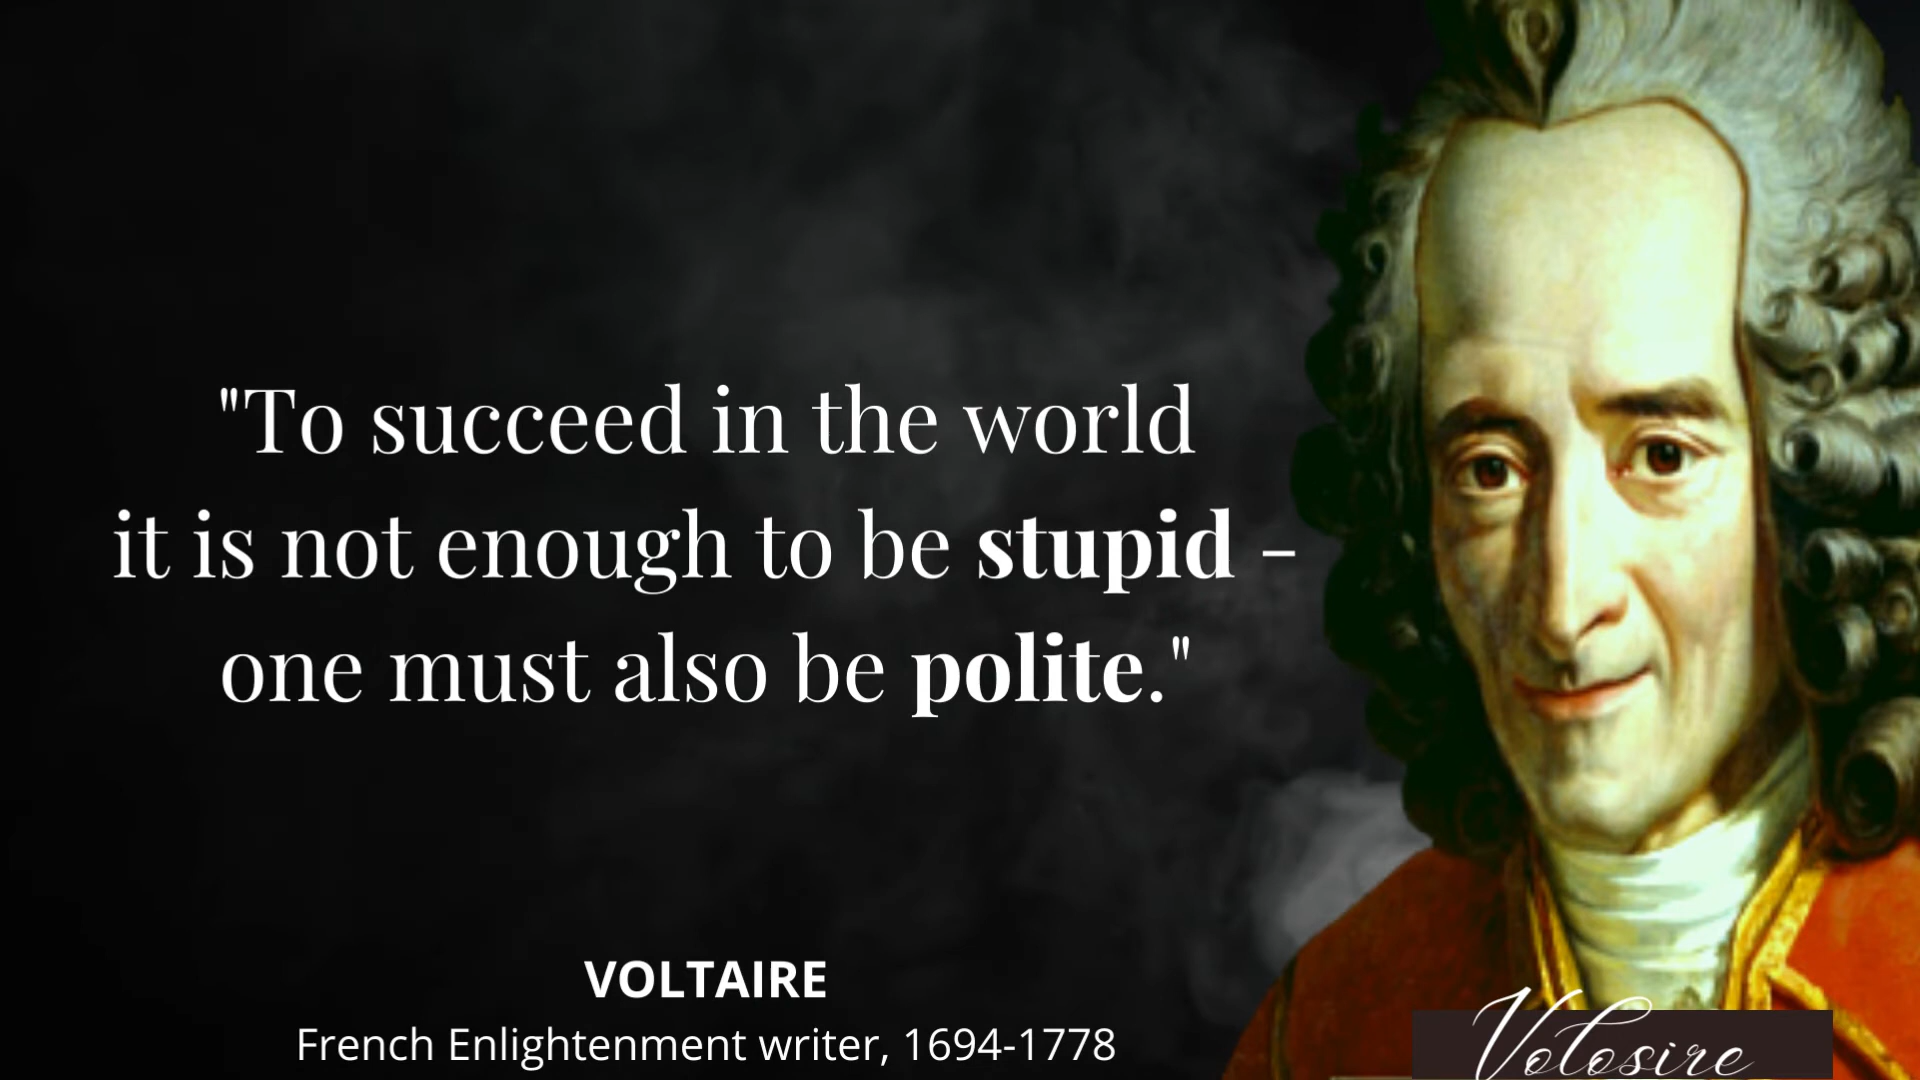 "To succeed in the world
it is not enough to be stupid -
one must also be polite."
VOLTAIRE
French Enlightenment writer, 1694-1778
Volosire